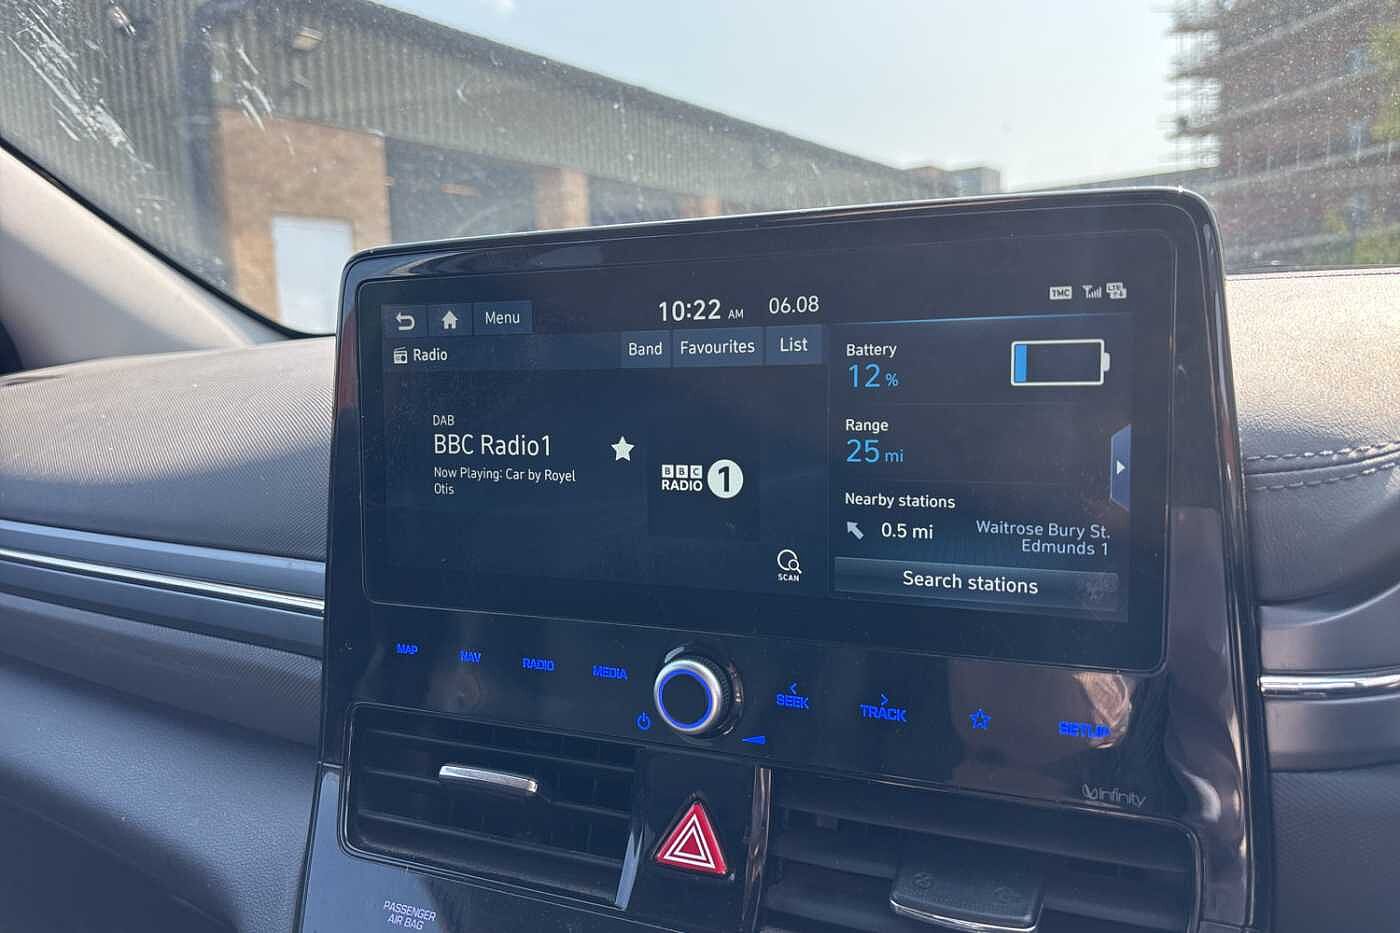 10:22 AM 06.08
TMC
LTE
Menu
Radio
Band
Favourites
List
DAB
BBC Radio1
Now Playing: Car by Royel
Otis
BBC
RADIO 1
SCAN
Battery
12 %
Range
25 mi
Nearby stations
0.5 mi
Waitrose Bury St.
Edmunds 1
Search stations
MAP
NAV
RADIO
MEDIA
SEEK
TRACK
SETUP
infinity
PASSENGER
AIR BAG